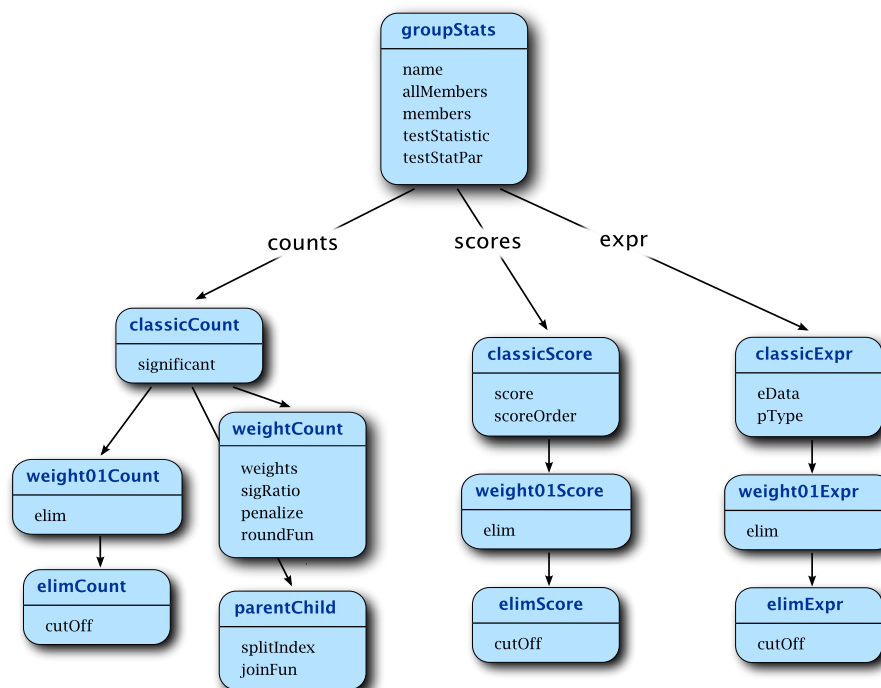 groupStats
name
allMembers
members
testStatistic
testStatPar
counts
scores
expr
classicCount
significant
classicScore
score
scoreOrder
classicExpr
eData
pType
weightCount
weights
sigRatio
penalize
roundFun
weight01Count
elim
weight01Score
elim
weight01Expr
elim
elimCount
cutOff
parentChild
splitIndex
joinFun
elimScore
cutOff
elimExpr
cutOff